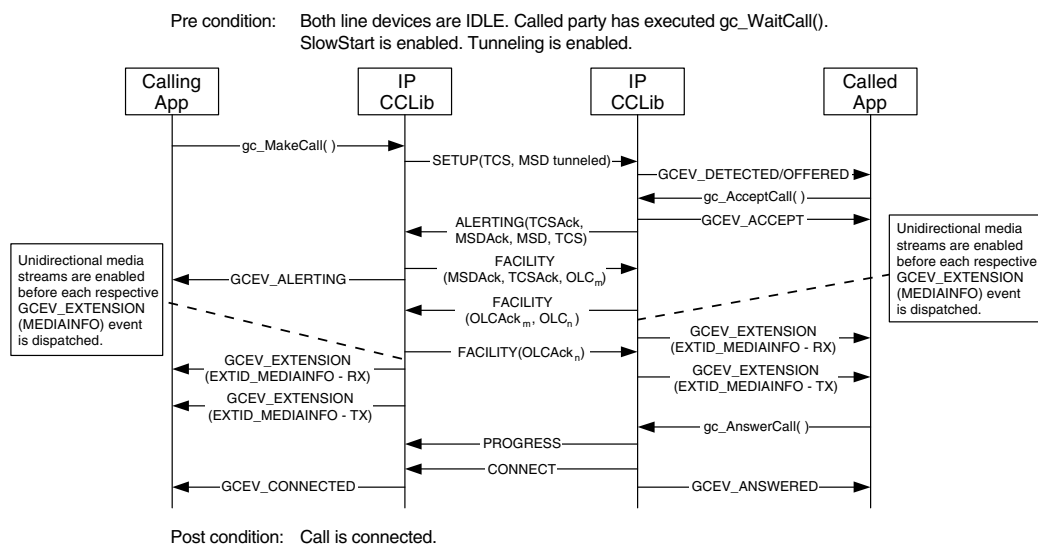 Pre condition: Both line devices are IDLE. Called party has executed gc_WaitCall().
SlowStart is enabled. Tunneling is enabled.
Calling
App
IP
CCLib
IP
CCLib
Called
App
gc_MakeCall( )
SETUP(TCS, MSD tunneled)
GCEV_DETECTED/OFFERED
gc_AcceptCall( )
ALERTING(TCSAck,
MSDAck, MSD, TCS)
GCEV_ACCEPT
Unidirectional media
streams are enabled
before each respective
GCEV_EXTENSION
(MEDIAINFO) event
is dispatched.
Unidirectional media
streams are enabled
before each respective
GCEV_EXTENSION
(MEDIAINFO) event
is dispatched.
GCEV_ALERTING
FACILITY
(MSDAck, TCSAck, OLCm)
FACILITY
(OLCAckm, OLCn)
GCEV_EXTENSION
(EXTID_MEDIAINFO - RX)
FACILITY(OLCAckn)
GCEV_EXTENSION
(EXTID_MEDIAINFO - RX)
GCEV_EXTENSION
(EXTID_MEDIAINFO - TX)
GCEV_EXTENSION
(EXTID_MEDIAINFO - TX)
gc_AnswerCall( )
PROGRESS
CONNECT
GCEV_CONNECTED
GCEV_ANSWERED
Post condition: Call is connected.